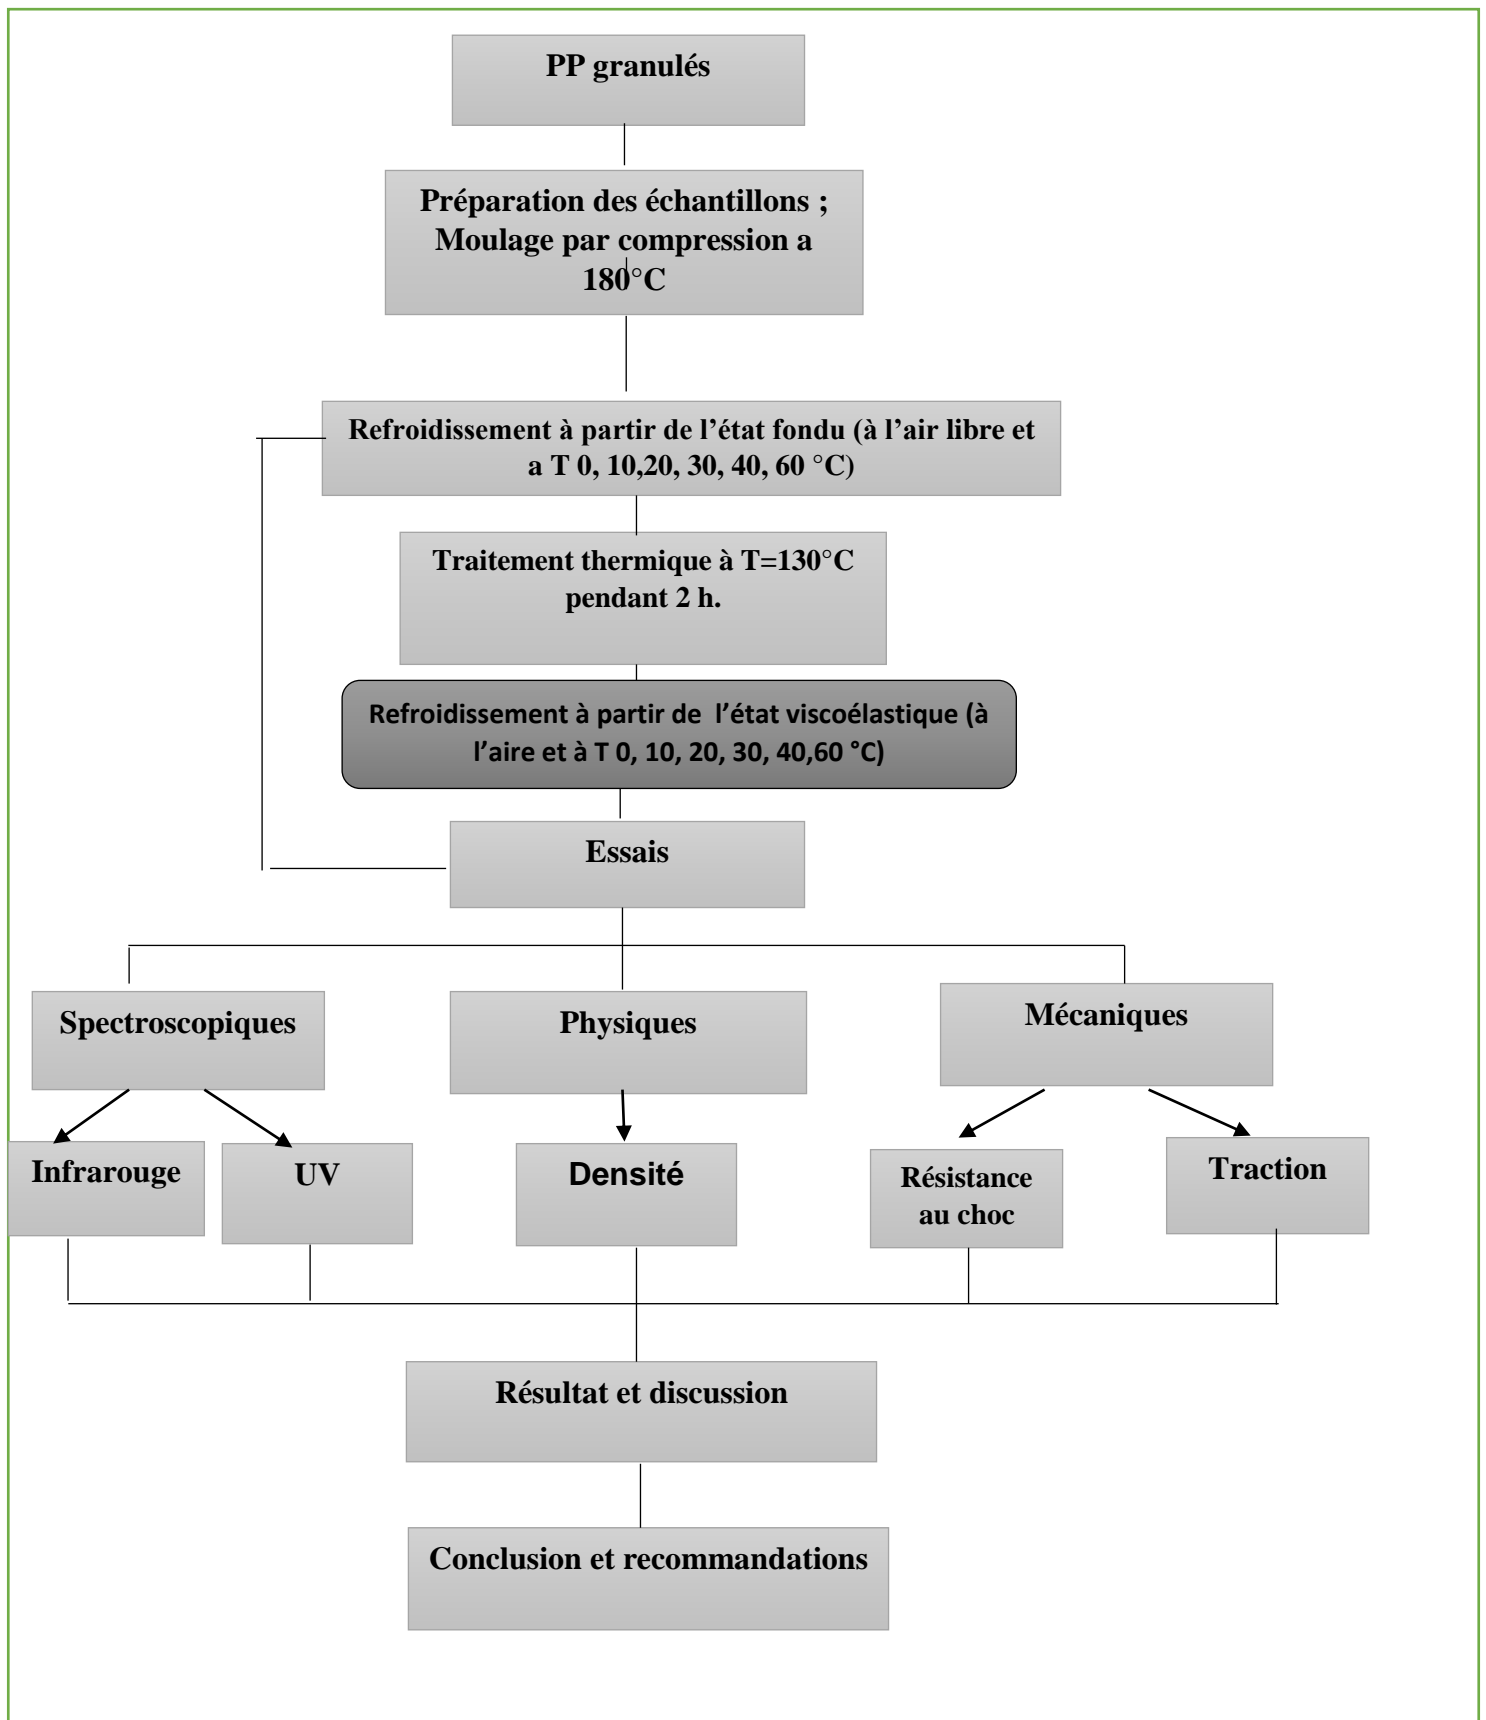 PP granulés
Préparation des échantillons ;
Moulage par compression a
180°C
Refroidissement à partir de l’état fondu (à l’air libre et
a T 0, 10,20, 30, 40, 60 °C)
Traitement thermique à T=130°C
pendant 2 h.
Refroidissement à partir de l’état viscoélastique (à
l’aire et à T 0, 10, 20, 30, 40,60 °C)
Essais
Spectroscopiques
Physiques
Mécaniques
Infrarouge
UV
Densité
Résistance
au choc
Traction
Résultat et discussion
Conclusion et recommandations